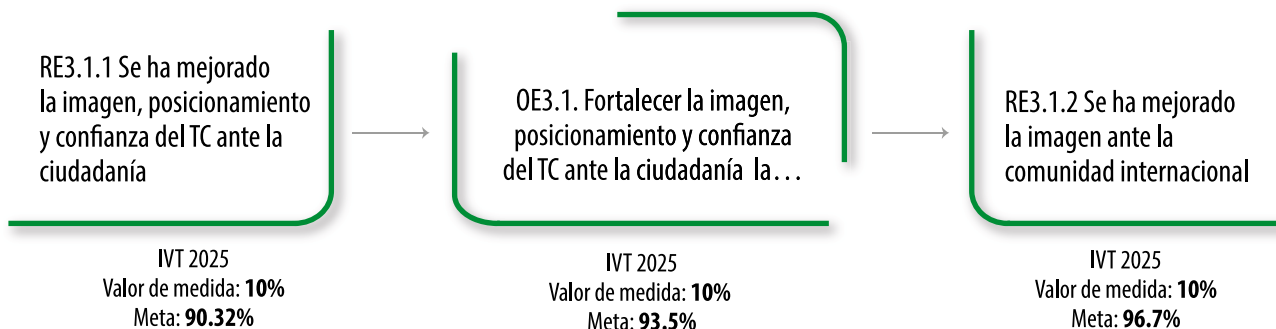 RE3.1.1 Se ha mejorado
la imagen, posicionamiento
y confianza del TC ante la
ciudadanía
IVT 2025
Valor de medida: 10%
Meta: 90.32%
OE3.1. Fortalecer la imagen,
posicionamiento y confianza
del TC ante la ciudadanía la…
IVT 2025
Valor de medida: 10%
Meta: 93.5%
RE3.1.2 Se ha mejorado
la imagen ante la
comunidad internacional
IVT 2025
Valor de medida: 10%
Meta: 96.7%